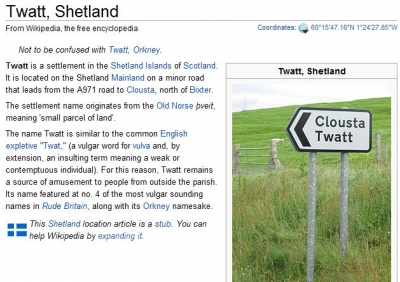 Twatt, Shetland
From Wikipedia, the free encyclopedia
Coordinates: 60°15′47.16″N 1°24′27.85″W
Not to be confused with Twatt, Orkney.
Twatt is a settlement in the Shetland Islands of Scotland.
It is located on the Shetland Mainland on a minor road
that leads from the A971 road to Clousta, north of Bixter.
The settlement name originates from the Old Norse þveit,
meaning 'small parcel of land'.
The name Twatt is similar to the common English
expletive "Twat," (a vulgar word for vulva and, by
extension, an insulting term meaning a weak or
contemptuous individual). For this reason, Twatt remains
a source of amusement to people from outside the parish.
Its name featured at no. 4 of the most vulgar sounding
names in Rude Britain, along with its Orkney namesake.
This Shetland location article is a stub. You can
help Wikipedia by expanding it.
Twatt, Shetland
Clousta
Twatt